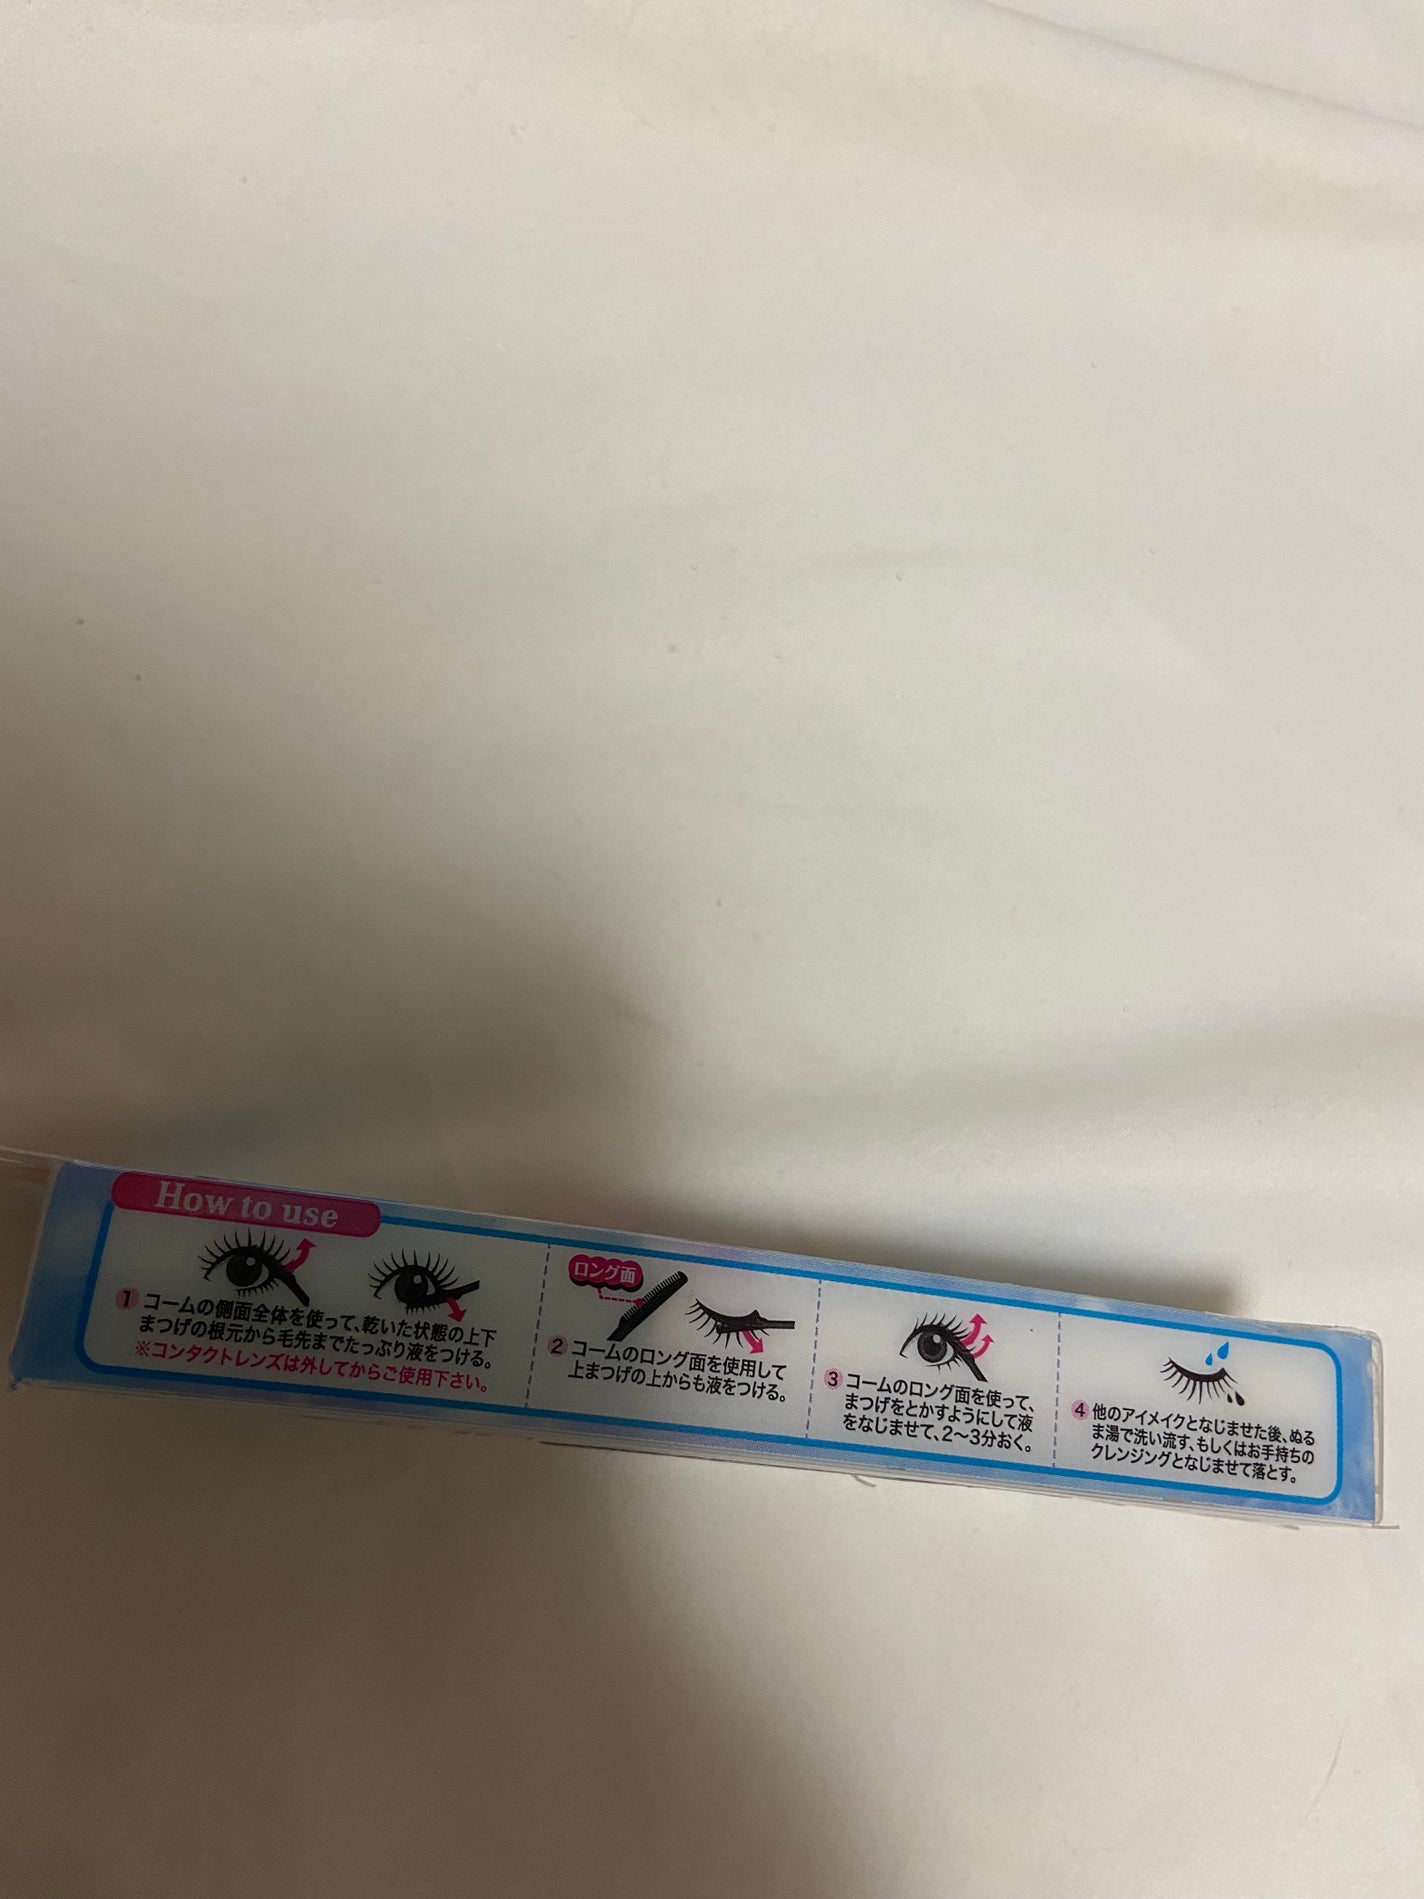 How to use
① コームの側面全体を使って、乾いた状態の上下
まつげの根元から毛先までたっぷり液をつける。
※コンタクトレンズは外してからご使用下さい。
ロング面
② コームのロング面を使用して
上まつげの上からも液をつける。
③ コームのロング面を使って、
まつげをとかすようにして液
をなじませて、2〜3分おく。
④ 他のアイメイクとなじませた後、ぬる
ま湯で洗い流す、もしくはお手持ちの
クレンジングとなじませて落とす。